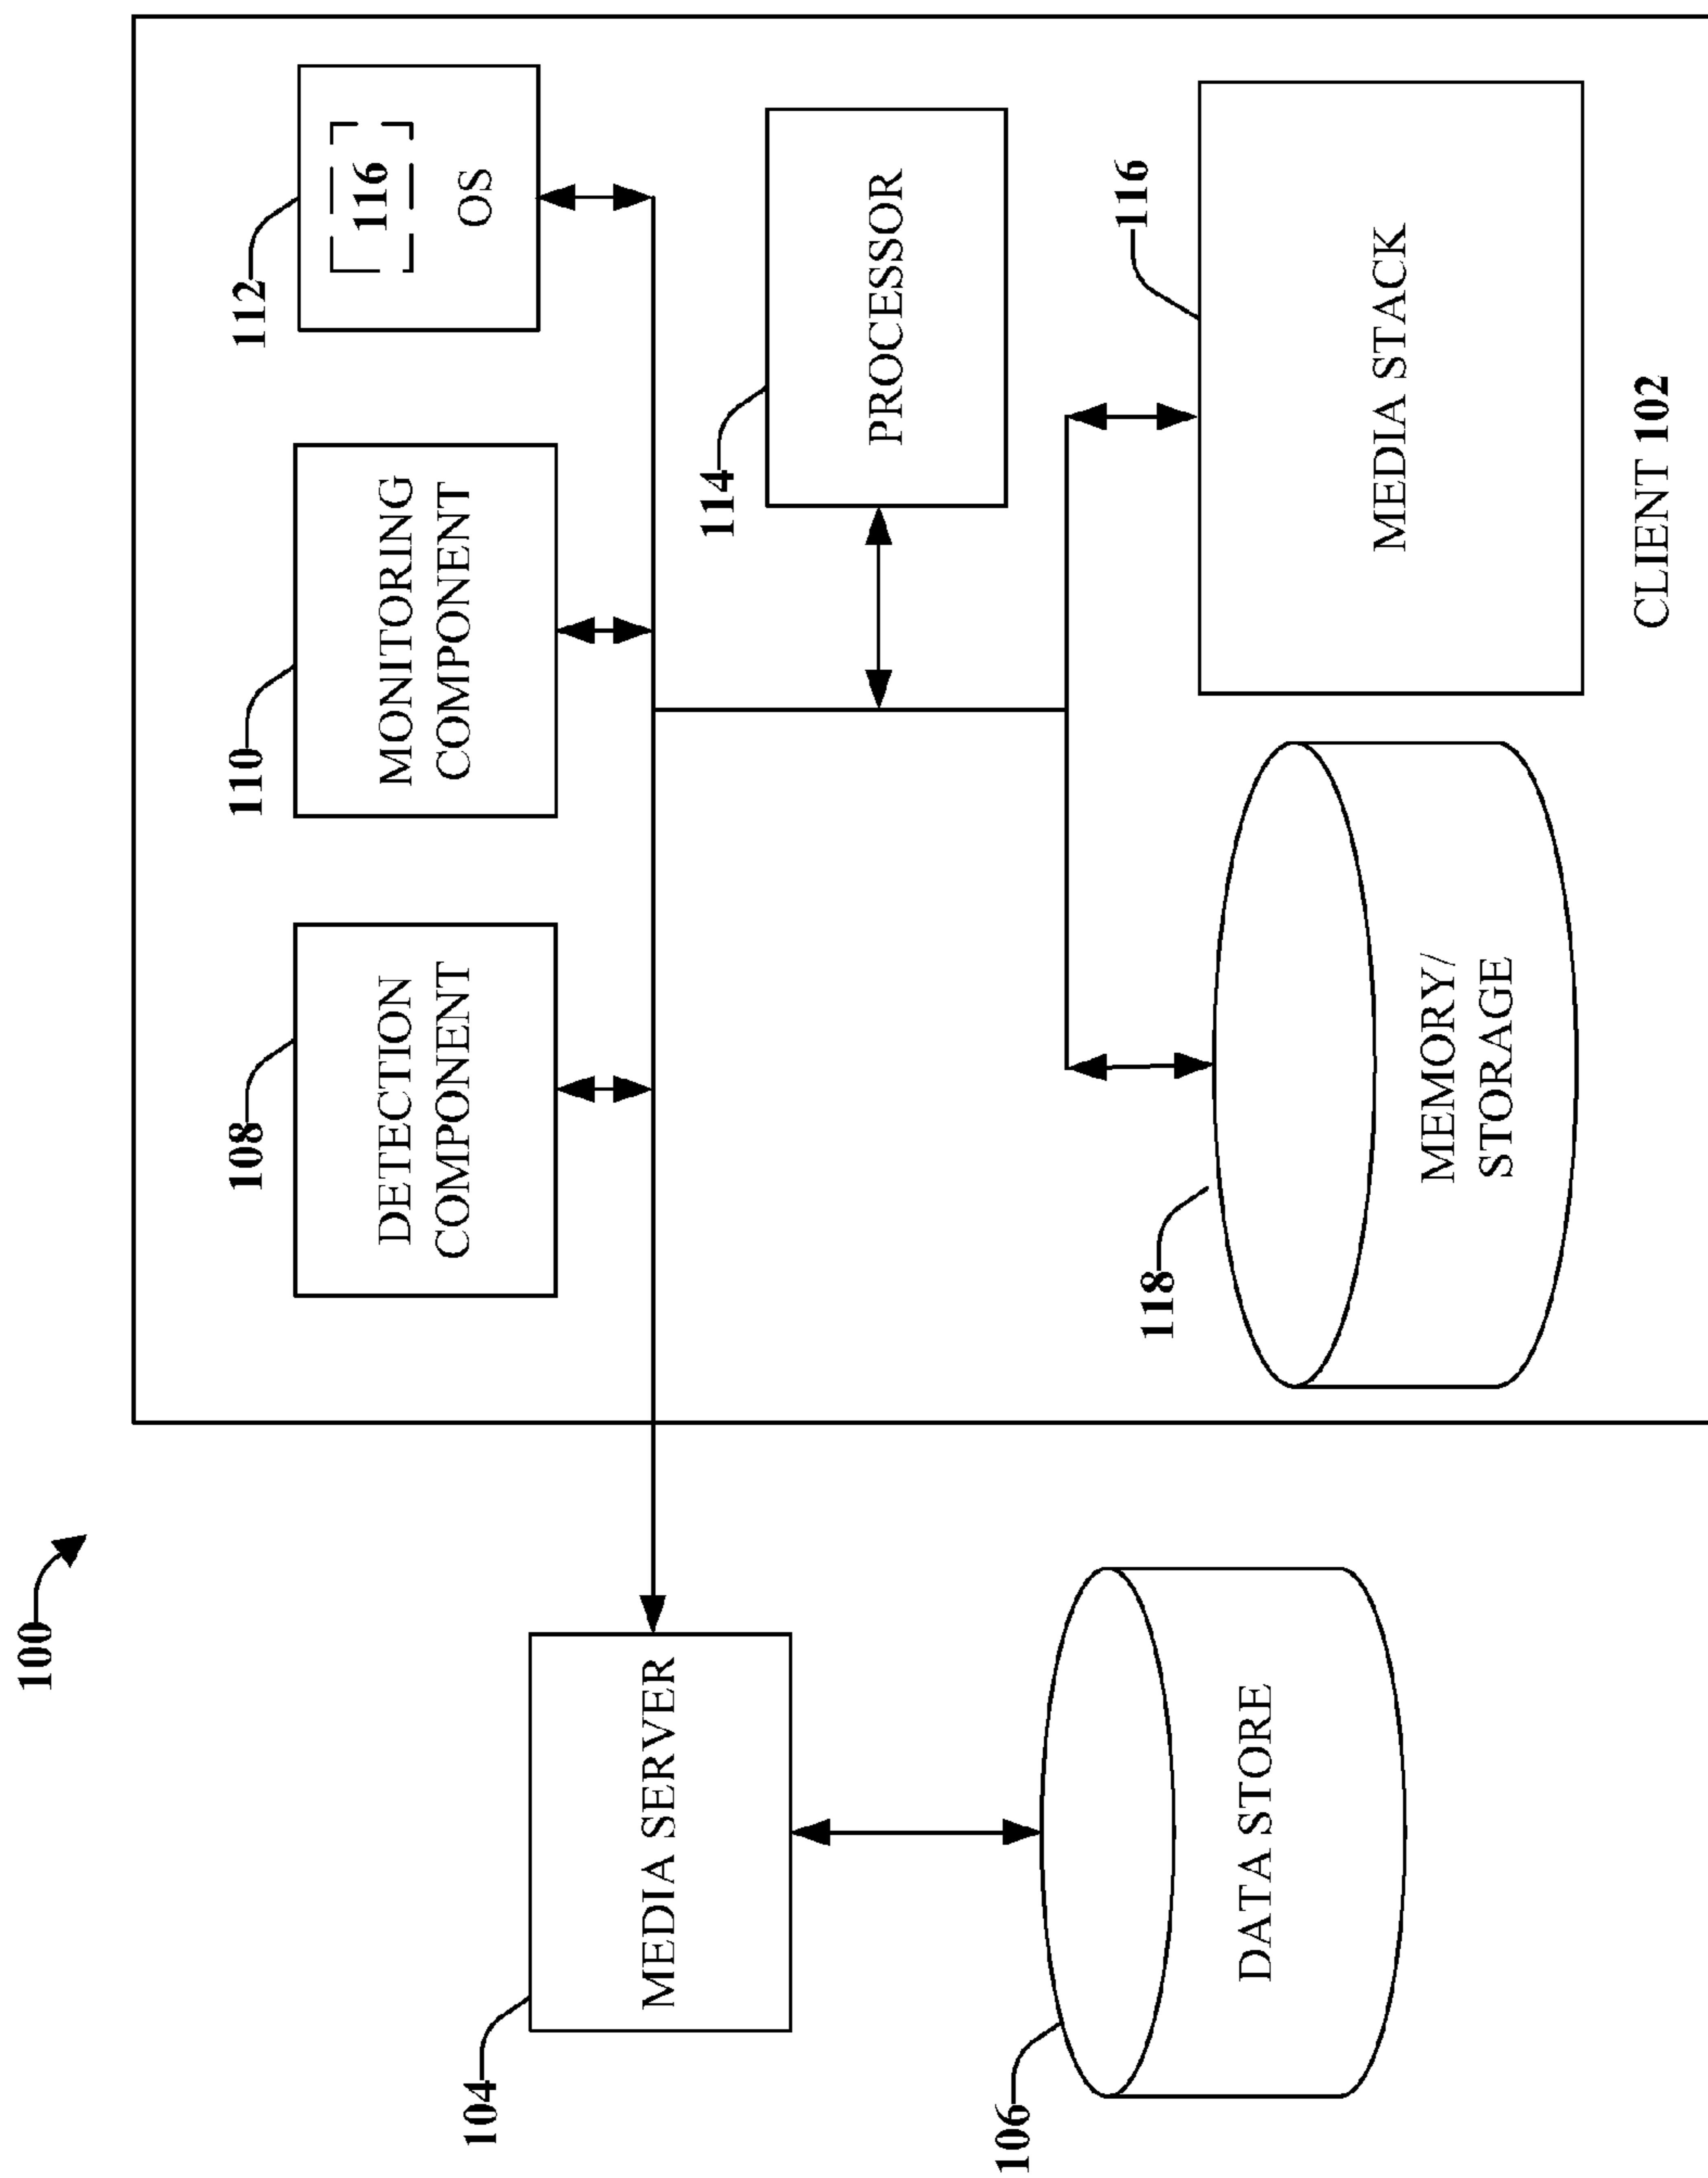 100
104
MEDIA SERVER
106
DATA STORE
108
DETECTION
COMPONENT
110
MONITORING
COMPONENT
112
116
OS
114
PROCESSOR
118
MEMORY/
STORAGE
116
MEDIA STACK
CLIENT 102